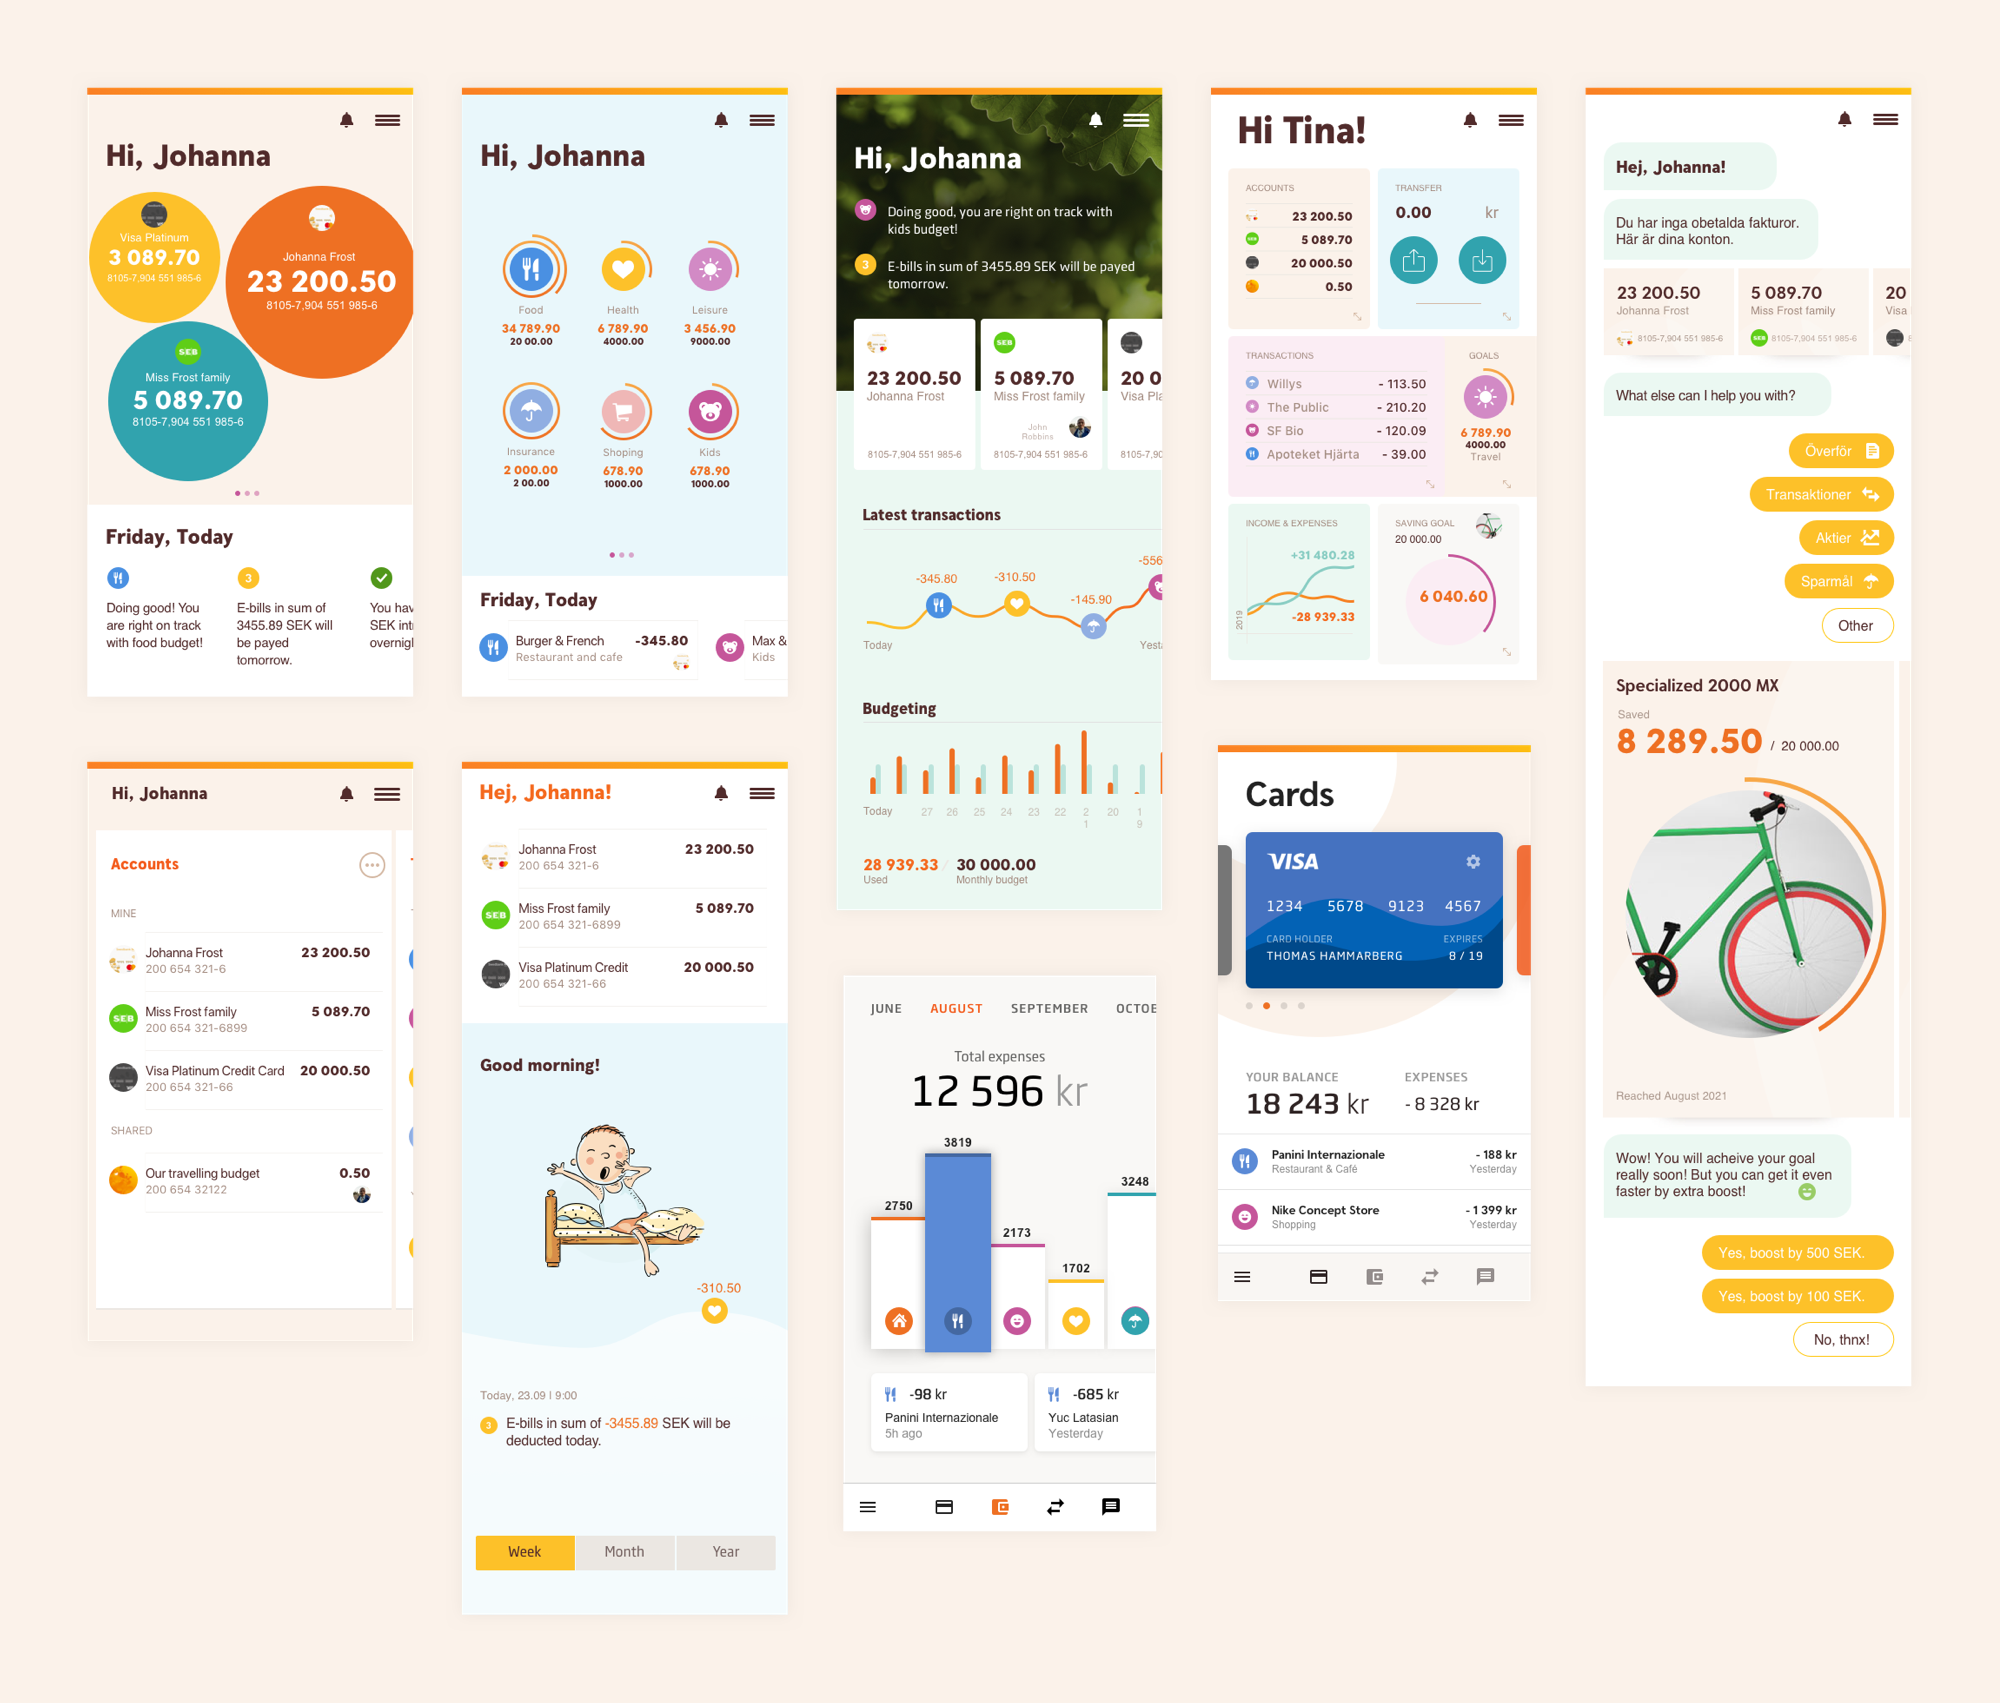 Hi, Johanna
Visa Platinum
3 089.70
8105-7,904 551 985-6
Johanna Frost
23 200.50
8105-7,904 551 985-6
SEB
Miss Frost family
5 089.70
8105-7,904 551 985-6
Friday, Today
3
Doing good! You
are right on track
with food budget!
E-bills in sum of
3455.89 SEK will
be payed
tomorrow.
You
SEK
Hi, Johanna
Food
34 789.90
20 00.00
Health
6 789.90
4000.00
Leisure
3 456.90
9000.00
Insurance
2 000.00
2 00.00
Shoping
678.90
1000.00
Kids
678.90
1000.00
Friday, Today
Burger & French -345.80
Restaurant and cafe
Max &
Kids
Hi, Johanna
Doing good, you are right on track with
kids budget!
3
E-bills in sum of 3455.89 SEK will be payed
tomorrow.
23 200.50
Johanna Frost
8105-7,904 551 985-6
SEB
5 089.70
Miss Frost family
John
Robbins
8105-7,904 551 985-6
20 0
Visa Pla
8105-7,90
Latest transactions
-556
-345.80
-310.50
-145.90
Today
Yest
Budgeting
Today 27 26 25 24 23 22 2 20 1
1 9
28 939.33 / 30 000.00
Used Monthly budget
Hi Tina!
ACCOUNTS
23 200.50
SEB 5 089.70
20 000.50
0.50
TRANSFER
0.00 kr
TRANSACTIONS
Willys - 113.50
The Public - 210.20
SF Bio - 120.09
Apoteket Hjärta - 39.00
GOALS
6 789.90
4000.00
Travel
INCOME & EXPENSES
+31 480.28
-28 939.33
2019
SAVING GOAL
20 000.00
6 040.60
Hej, Johanna!
Du har inga obetalda fakturor.
Här är dina konton.
23 200.50
Johanna Frost
8105-7,904 551 985-6
5 089.70
Miss Frost family
SEB 8105-7,904 551 985-6
20
Visa
What else can I help you with?
Överför
Transaktioner
Aktier
Sparmål
Other
Specialized 2000 MX
Saved
8 289.50 / 20 000.00
Reached August 2021
Wow! You will acheive your goal
really soon! But you can get it even
faster by extra boost!
Yes, boost by 500 SEK.
Yes, boost by 100 SEK.
No, thnx!
Hi, Johanna
Accounts
MINE
Johanna Frost 23 200.50
200 654 321-6
SEB
Miss Frost family 5 089.70
200 654 321-6899
Visa Platinum Credit Card 20 000.50
200 654 321-66
SHARED
Our travelling budget 0.50
200 654 32122
Hej, Johanna!
Johanna Frost 23 200.50
200 654 321-6
SEB
Miss Frost family 5 089.70
200 654 321-6899
Visa Platinum Credit 20 000.50
200 654 321-66
Good morning!
-310.50
Today, 23.09 | 9:00
3
E-bills in sum of -3455.89 SEK will be
deducted today.
Week Month Year
JUNE AUGUST SEPTEMBER OCTOBE
Total expenses
12 596 kr
3819
2750
2173
1702
3248
-98 kr
Panini Internazionale
5h ago
-685 kr
Yuc Latasian
Yesterday
Cards
VISA
1234 5678 9123 4567
CARD HOLDER EXPIRES
THOMAS HAMMARBERG 8 / 19
YOUR BALANCE EXPENSES
18 243 kr - 8 328 kr
Panini Internazionale - 188 kr
Restaurant & Café Yesterday
Nike Concept Store - 1 399 kr
Shopping Yesterday